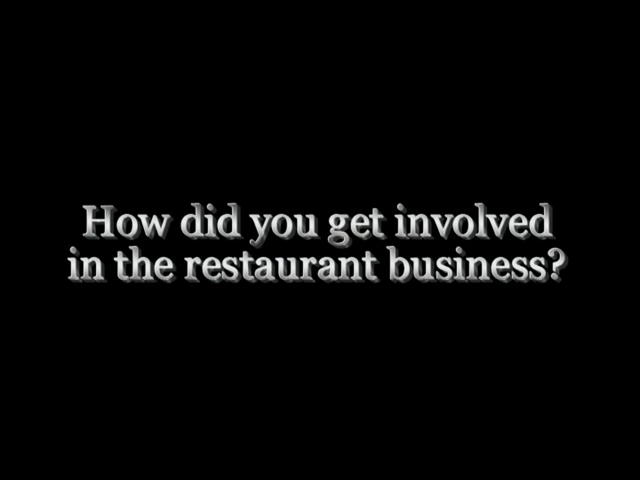 How did you get involved
in the restaurant business?